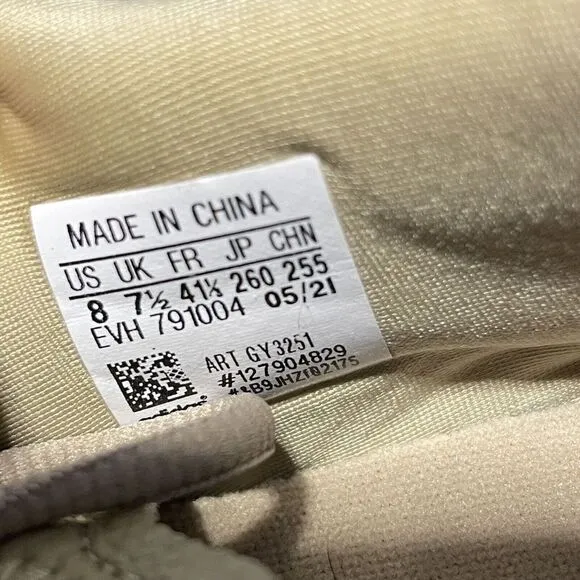 MADE IN CHINA
US UK FR JP CHN
8 7½ 41⅓ 260 255
EVH 791004 05/21
ART GY3251
#127904829